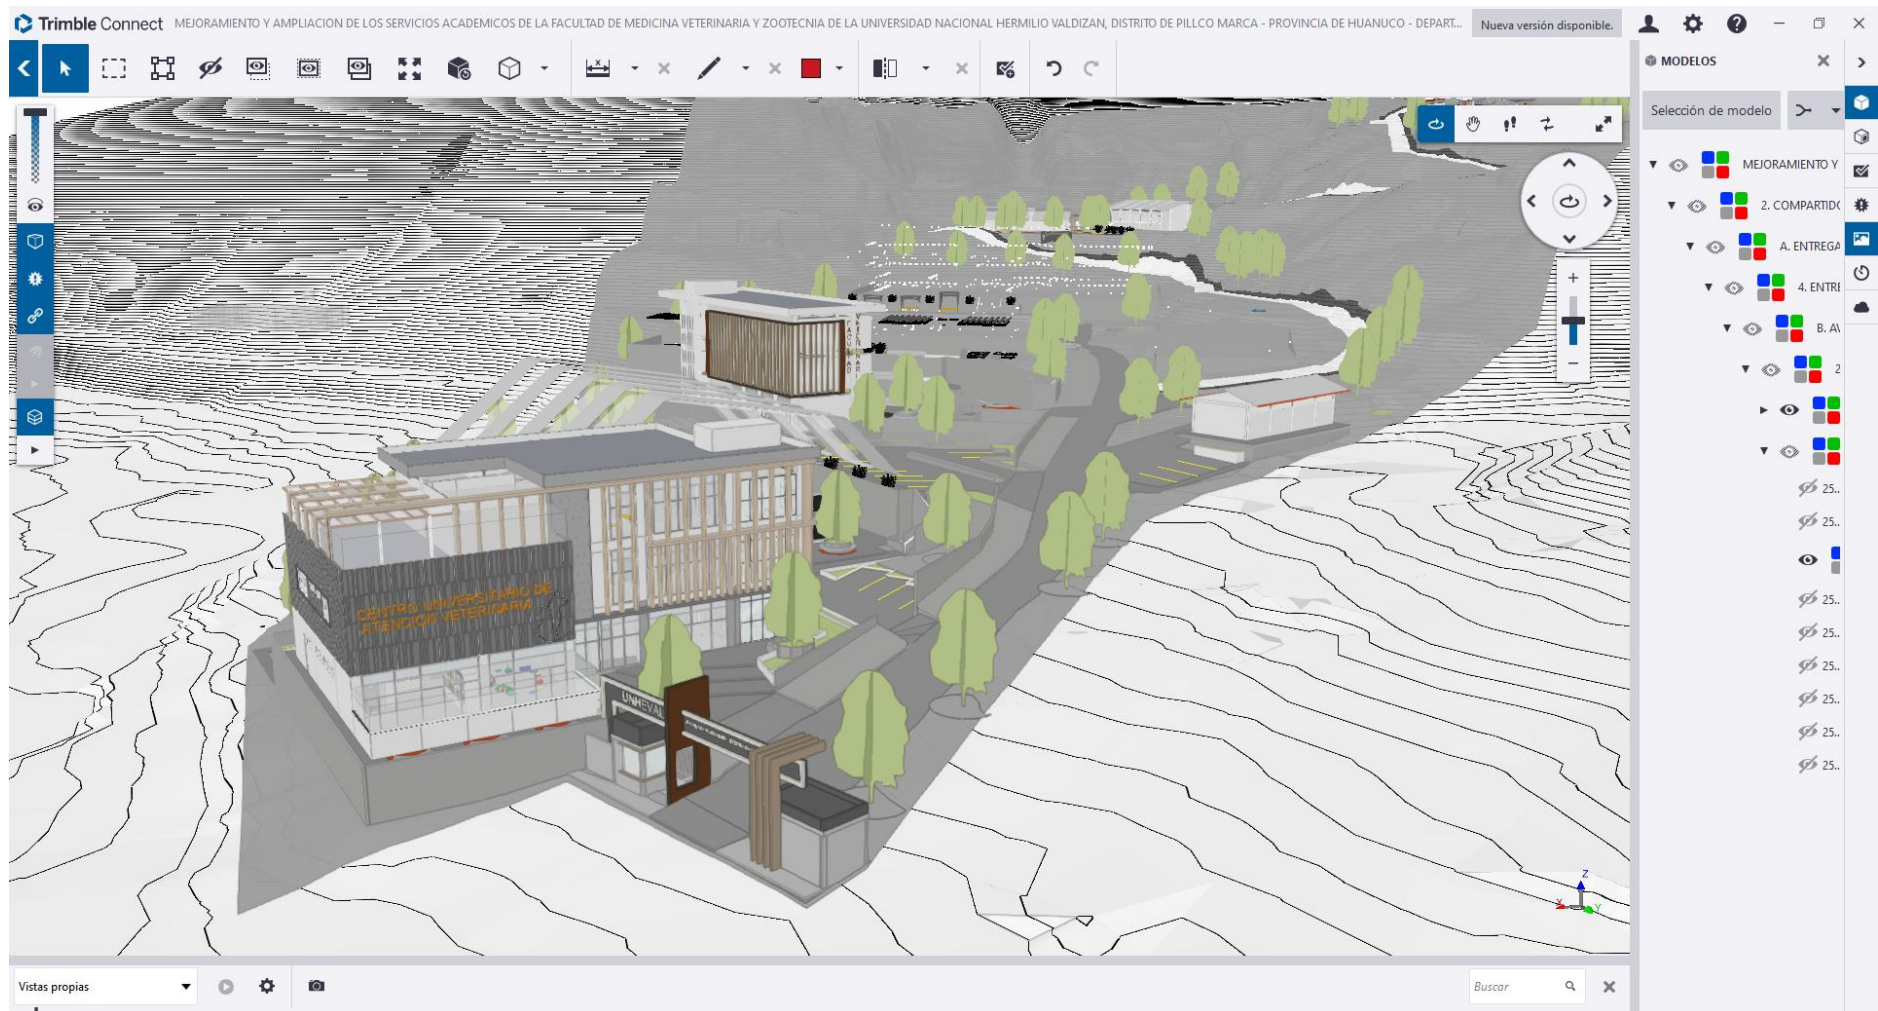 Trimble Connect MEJORAMIENTO Y AMPLIACION DE LOS SERVICIOS ACADEMICOS DE LA FACULTAD DE MEDICINA VETERINARIA Y ZOOTECNIA DE LA UNIVERSIDAD NACIONAL HERMILIO VALDIZAN, DISTRITO DE PILLCO MARCA - PROVINCIA DE HUANUCO - DEPART... Nueva versión disponible.
MODELOS
Selección de modelo
MEJORAMIENTO Y
2. COMPARTIDO
A. ENTREGA
4. ENTRE
B. AV
2
25..
25..
25..
25..
25..
25..
25..
25..
CENTRO UNIVERSITARIO DE
ATENCION VETERINARIA
UNHEVAL
Z
X
Y
Vistas propias
Buscar